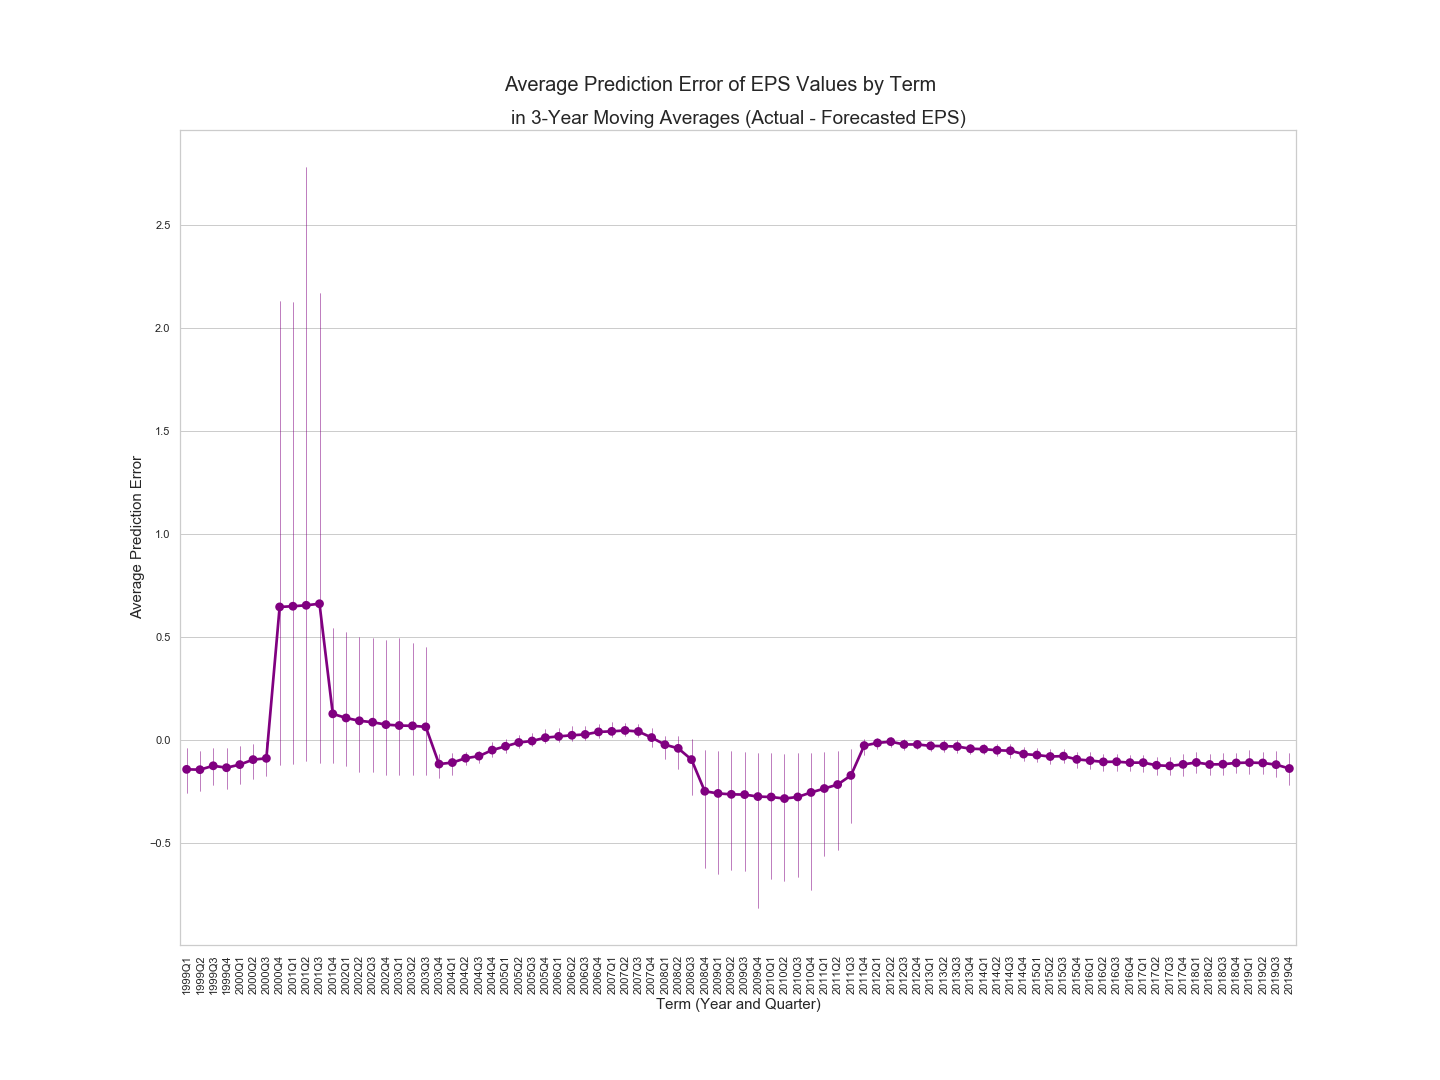 Average Prediction Error of EPS Values by Term
in 3-Year Moving Averages (Actual - Forecasted EPS)
2.5
2.0
1.5
1.0
0.5
0.0
−0.5
Average Prediction Error
1999Q1
1999Q2
1999Q3
1999Q4
2000Q1
2000Q2
2000Q3
2000Q4
2001Q1
2001Q2
2001Q3
2001Q4
2002Q1
2002Q2
2002Q3
2002Q4
2003Q1
2003Q2
2003Q3
2003Q4
2004Q1
2004Q2
2004Q3
2004Q4
2005Q1
2005Q2
2005Q3
2005Q4
2006Q1
2006Q2
2006Q3
2006Q4
2007Q1
2007Q2
2007Q3
2007Q4
2008Q1
2008Q2
2008Q3
2008Q4
2009Q1
2009Q2
2009Q3
2009Q4
2010Q1
2010Q2
2010Q3
2010Q4
2011Q1
2011Q2
2011Q3
2011Q4
2012Q1
2012Q2
2012Q3
2012Q4
2013Q1
2013Q2
2013Q3
2013Q4
2014Q1
2014Q2
2014Q3
2014Q4
2015Q1
2015Q2
2015Q3
2015Q4
2016Q1
2016Q2
2016Q3
2016Q4
2017Q1
2017Q2
2017Q3
2017Q4
2018Q1
2018Q2
2018Q3
2018Q4
2019Q1
2019Q2
2019Q3
2019Q4
Term (Year and Quarter)